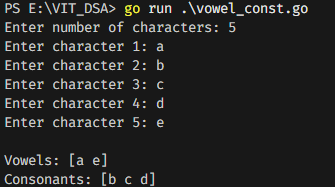 PS E:\VIT_DSA> go run .\vowel_const.go
Enter number of characters: 5
Enter character 1: a
Enter character 2: b
Enter character 3: c
Enter character 4: d
Enter character 5: e
Vowels: [a e]
Consonants: [b c d]